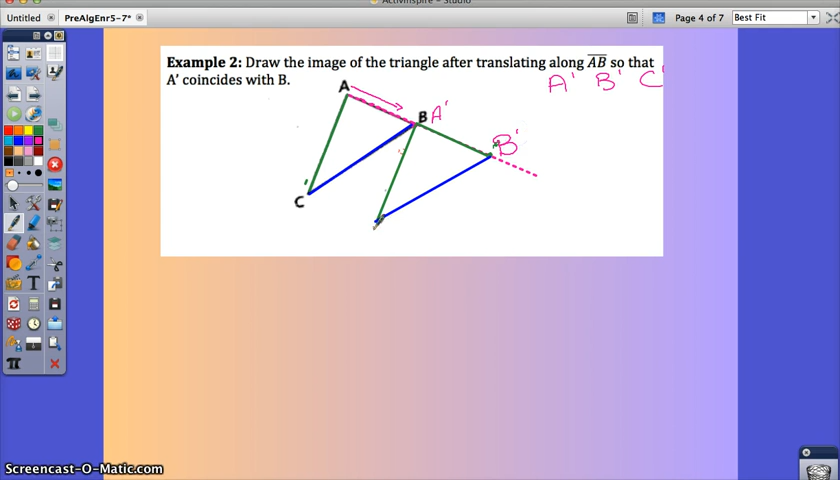 ActivInspire – Studio
Untitled
PreAlgEnr5-7*
Page 4 of 7
Best Fit
Example 2: Draw the image of the triangle after translating along AB so that
A' coincides with B.
A' B' C'
A
B A'
B'
C
Screencast-O-Matic.com